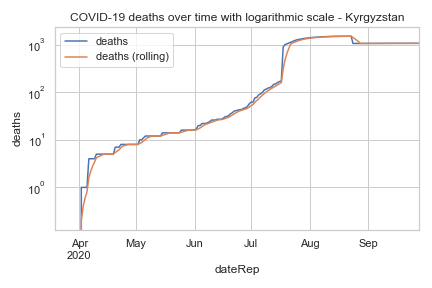 COVID-19 deaths over time with logarithmic scale - Kyrgyzstan
deaths
deaths (rolling)
10³
10²
10¹
10⁰
deaths
Apr
2020
May
Jun
Jul
Aug
Sep
dateRep